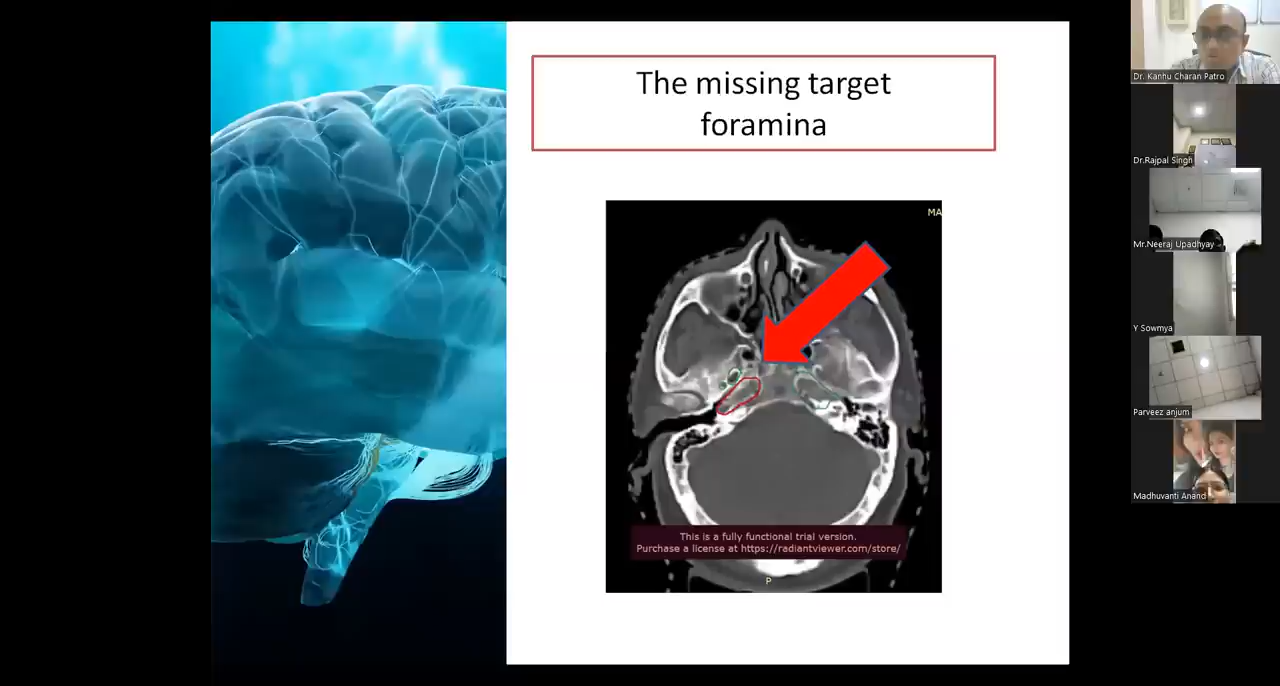 The missing target
foramina
MA
This is a fully functional trial version.
Purchase a license at https://radiantviewer.com/store/
P
Dr. Kanhu Charan Patro
Dr.Rajpal Singh
Mr.Neeraj Upadhyay
Y Sowmya
Parveez anjum
Madhuvanti Anand